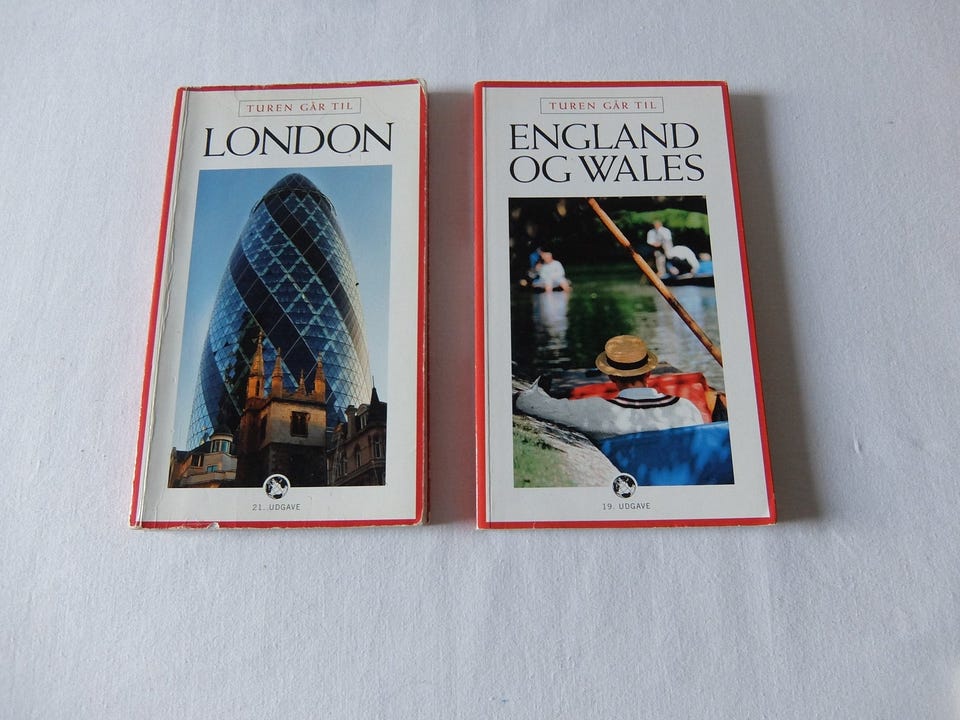 TUREN GÅR TIL
LONDON
21. UDGAVE
TUREN GÅR TIL
ENGLAND
OG WALES
19. UDGAVE